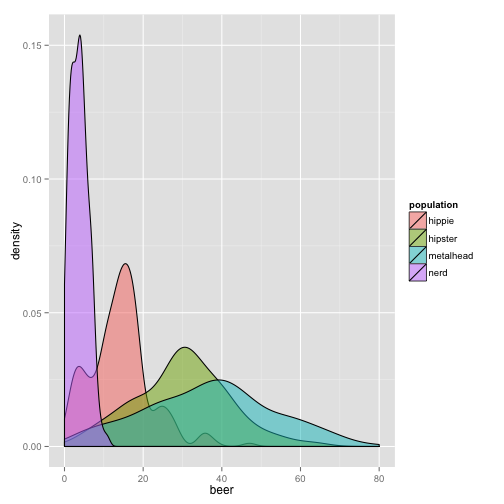 0.15
0.10
0.05
0.00
density
0
20
40
60
80
beer
population
hippie
hipster
metalhead
nerd